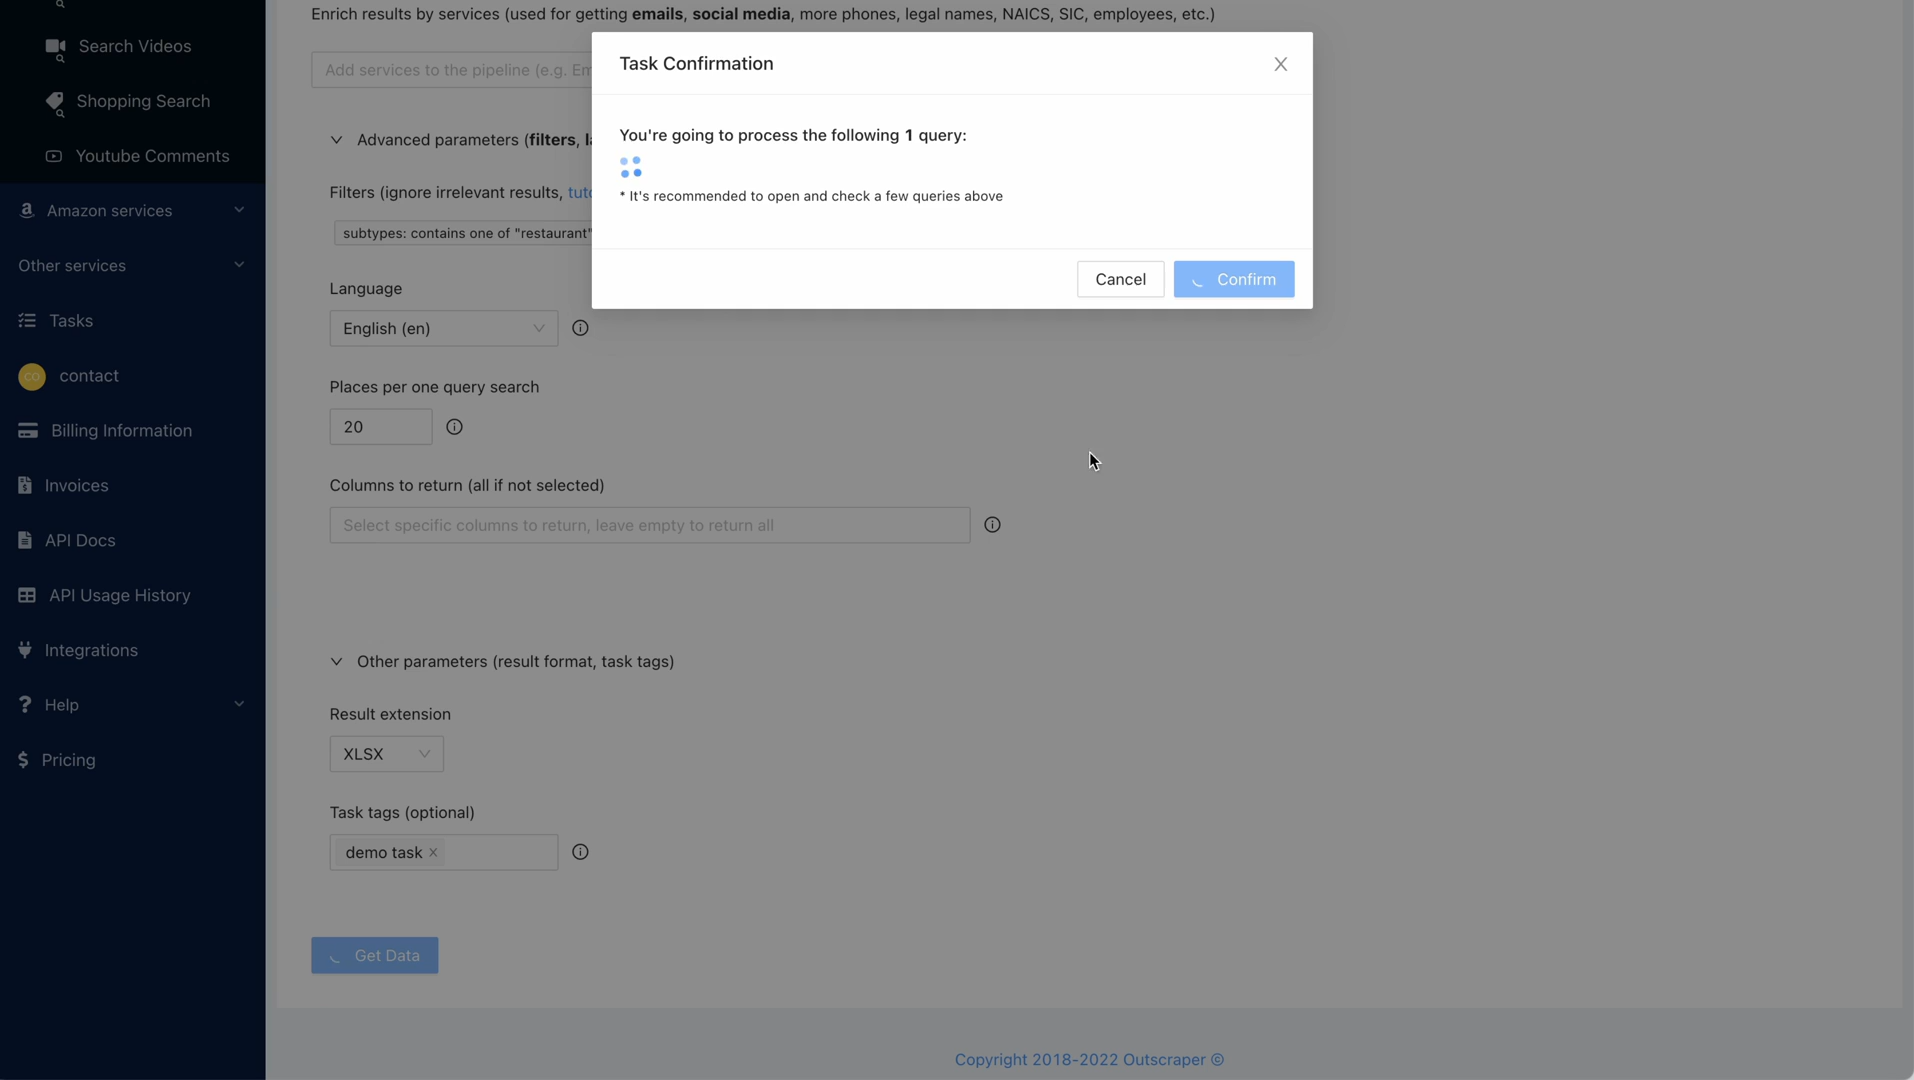 Search Videos
Shopping Search
Youtube Comments
Amazon services
Other services
Tasks
CO
contact
Billing Information
Invoices
API Docs
API Usage History
Integrations
Help
Pricing
Enrich results by services (used for getting emails, social media, more phones, legal names, NAICS, SIC, employees, etc.)
Add services to the pipeline (e.g.
Advanced parameters (filters,
Filters (ignore irrelevant results,
subtypes: contains one of "restaurant"
Language
English (en)
Places per one query search
20
Columns to return (all if not selected)
Select specific columns to return, leave empty to return all
Other parameters (result format, task tags)
Result extension
XLSX
Task tags (optional)
demo task
Get Data
Task Confirmation
You're going to process the following 1 query:
* It's recommended to open and check a few queries above
Cancel
Confirm
Copyright 2018-2022 Outscraper ©